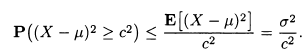 P((X − μ)² ≥ c²) ≤ E[(X − μ)²] / c² = σ² / c².